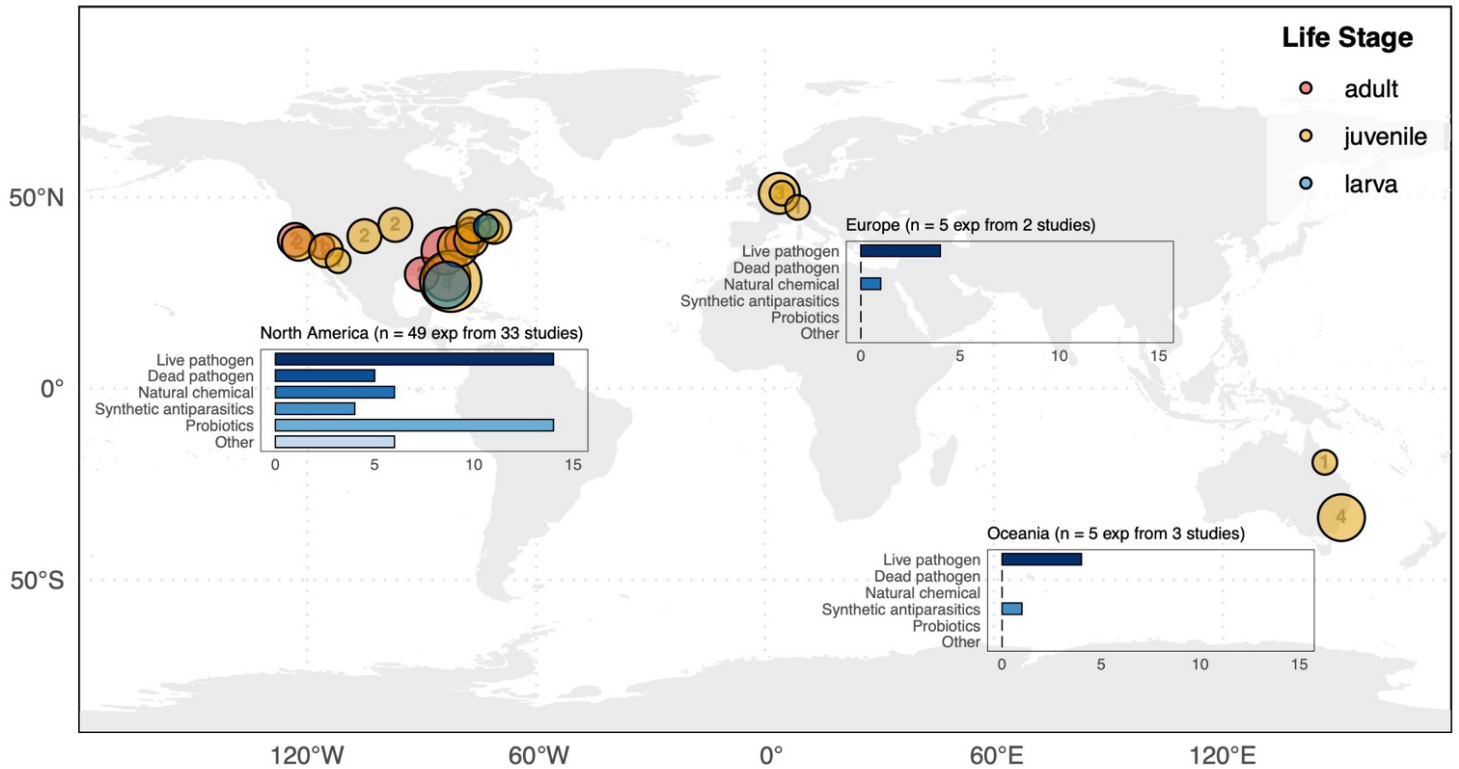 Life Stage
adult
juvenile
larva
50°N
0°
50°S
2
2
2
North America (n = 49 exp from 33 studies)
Live pathogen
Dead pathogen
Natural chemical
Synthetic antiparasitics
Probiotics
Other
0 5 10 15
Europe (n = 5 exp from 2 studies)
Live pathogen
Dead pathogen
Natural chemical
Synthetic antiparasitics
Probiotics
Other
0 5 10 15
1
4
Oceania (n = 5 exp from 3 studies)
Live pathogen
Dead pathogen
Natural chemical
Synthetic antiparasitics
Probiotics
Other
0 5 10 15
120°W 60°W 0° 60°E 120°E